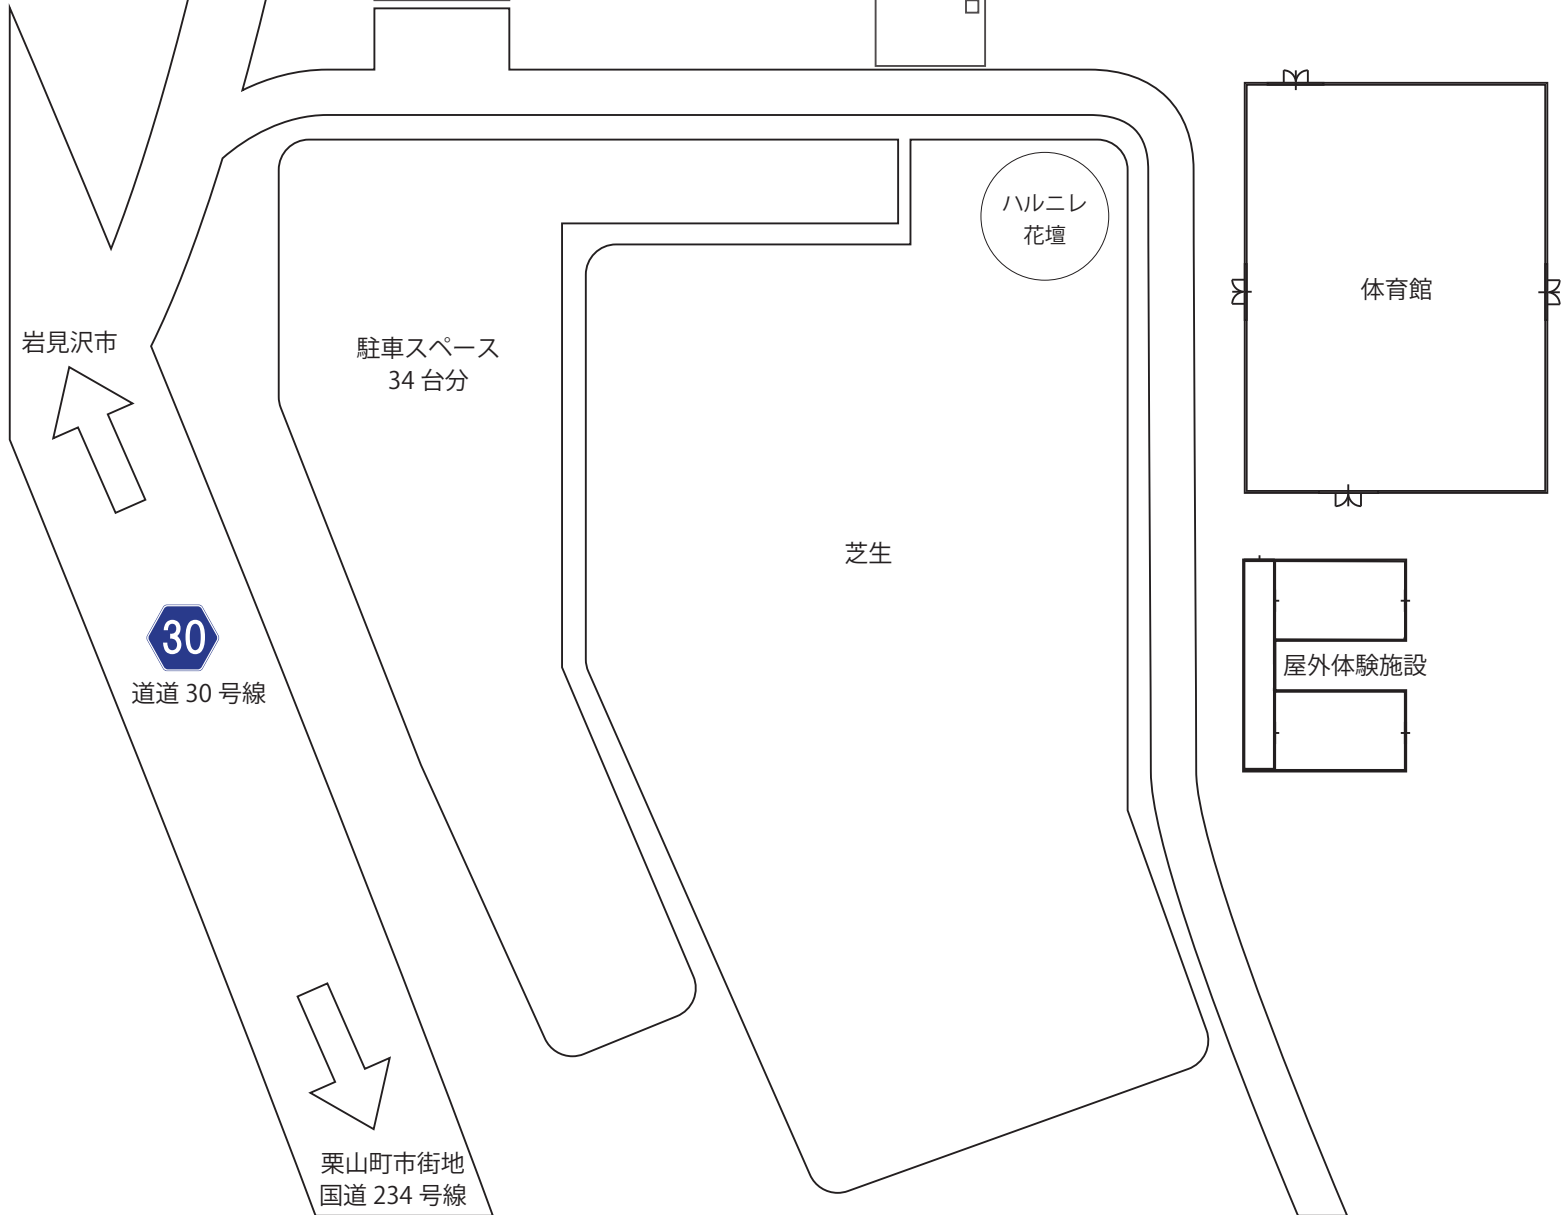 ハルニレ
花壇
体育館
岩見沢市
駐車スペース
34 台分
芝生
30
道道 30 号線
屋外体験施設
栗山町市街地
国道 234 号線